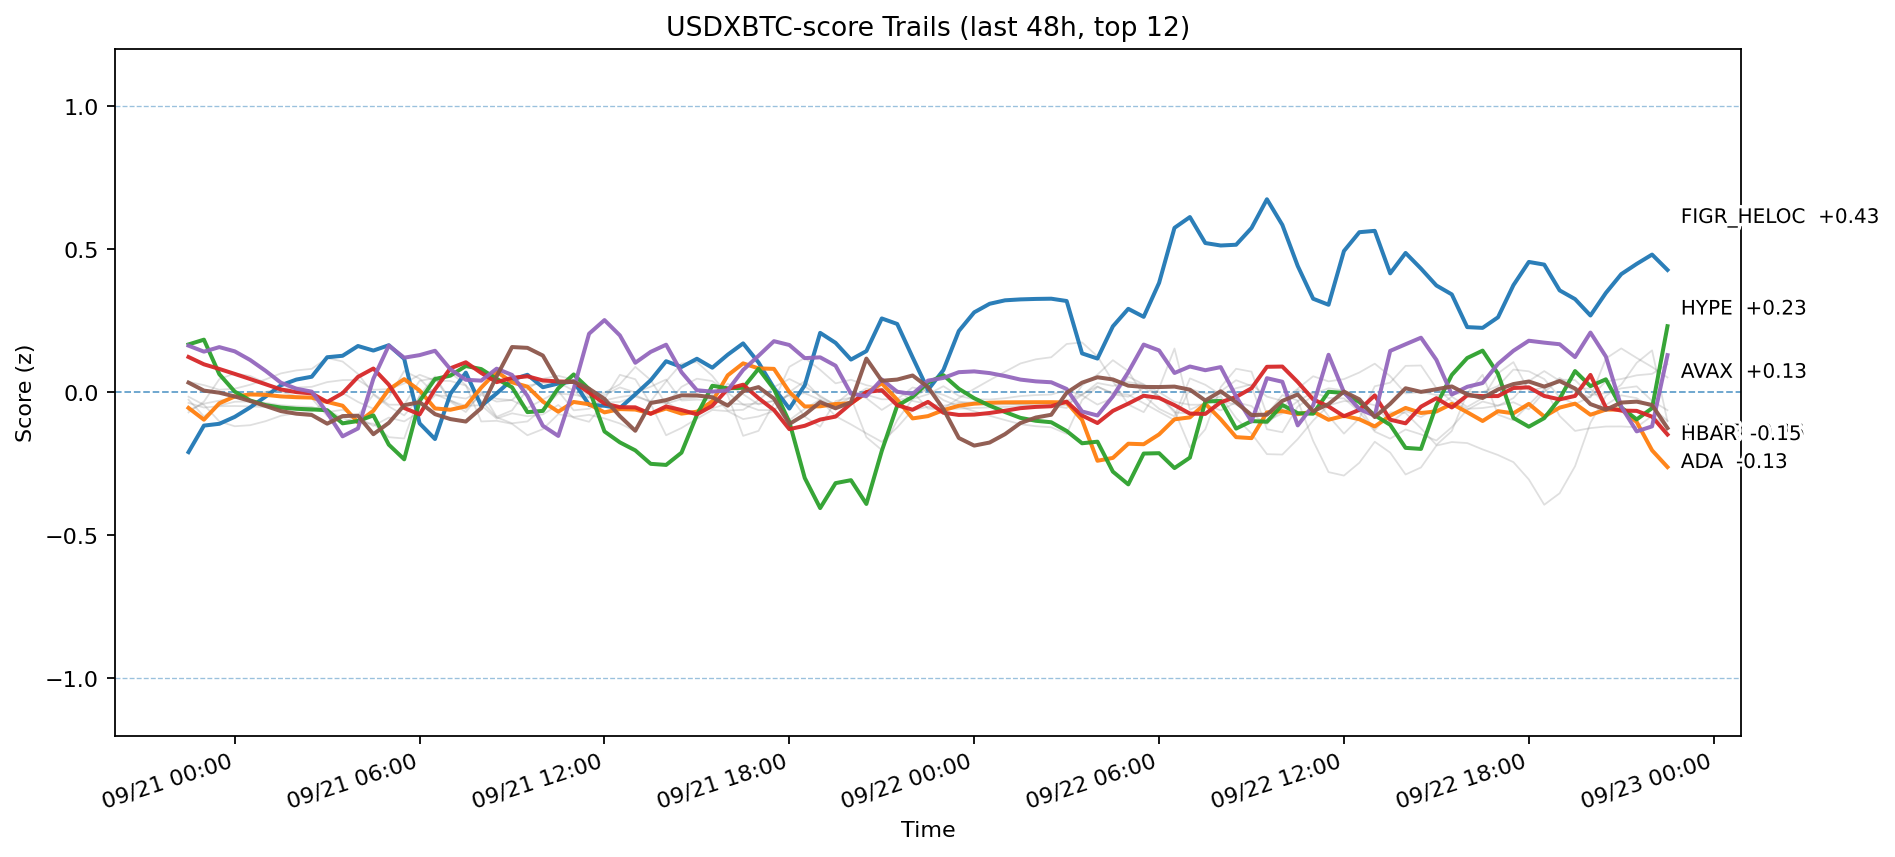 USDXBTC-score Trails (last 48h, top 12)
Score (z)
1.0
0.5
0.0
−0.5
−1.0
FIGR_HELOC +0.43
HYPE +0.23
AVAX +0.13
HBAR -0.15
ADA -0.13
09/21 00:00
09/21 06:00
09/21 12:00
09/21 18:00
09/22 00:00
09/22 06:00
09/22 12:00
09/22 18:00
09/23 00:00
Time